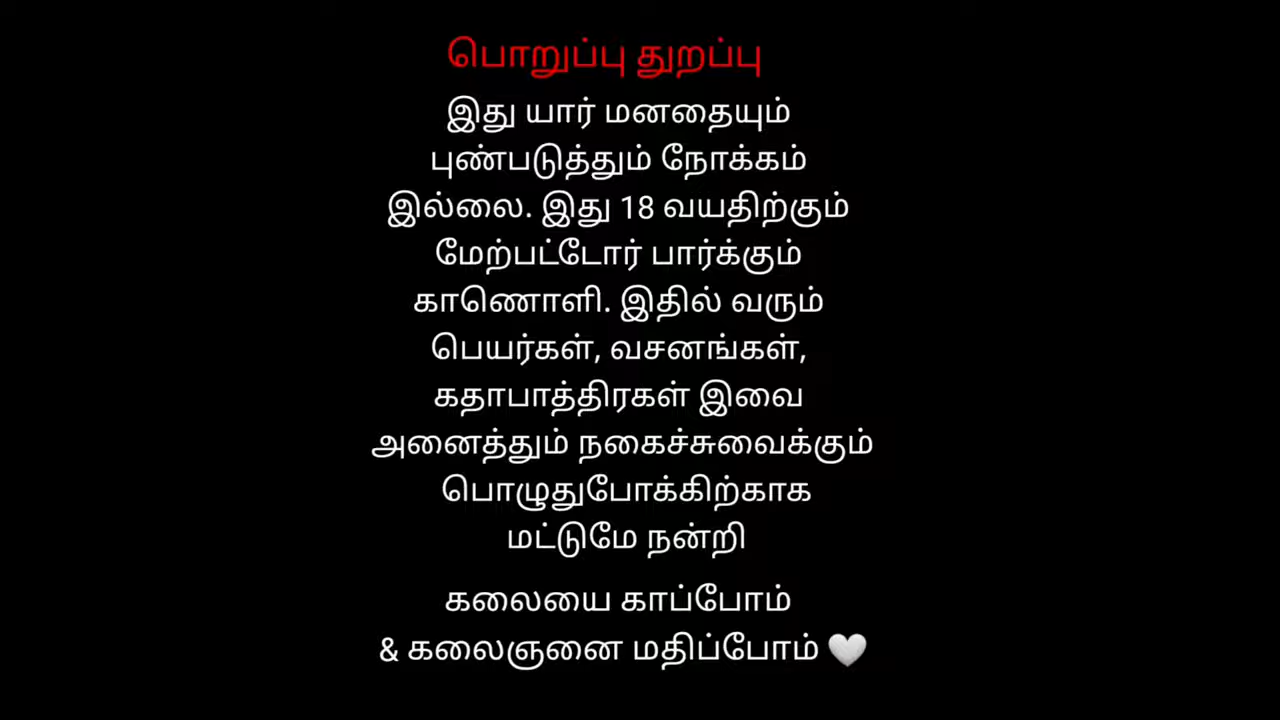 பொறுப்பு துறப்பு
இது யார் மனதையும்
புண்படுத்தும் நோக்கம்
இல்லை. இது 18 வயதிற்கும்
மேற்பட்டோர் பார்க்கும்
காணொளி. இதில் வரும்
பெயர்கள், வசனங்கள்,
கதாபாத்திரகள் இவை
அனைத்தும் நகைச்சுவைக்கும்
பொழுதுபோக்கிற்காக
மட்டுமே நன்றி
கலையை காப்போம்
& கலைஞனை மதிப்போம் 🤍